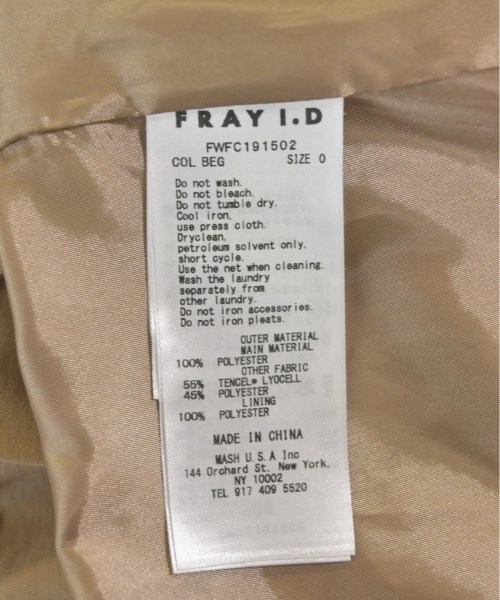 FRAY I.D
FWFC191502
COL BEG SIZE 0
Do not wash.
Do not bleach.
Do not tumble dry.
Cool iron.
use press cloth.
Dryclean.
petroleum solvent only.
short cycle.
Use the net when cleaning.
Wash the laundry
separately from
other laundry.
Do not iron accessories.
Do not iron pleats.
OUTER MATERIAL
MAIN MATERIAL
100% POLYESTER
OTHER FABRIC
55% TENCEL® LYOCELL
45% POLYESTER
LINING
100% POLYESTER
MADE IN CHINA
MASH U.S.A Inc
144 Orchard St. New York,
NY 10002
TEL 917 409 5520